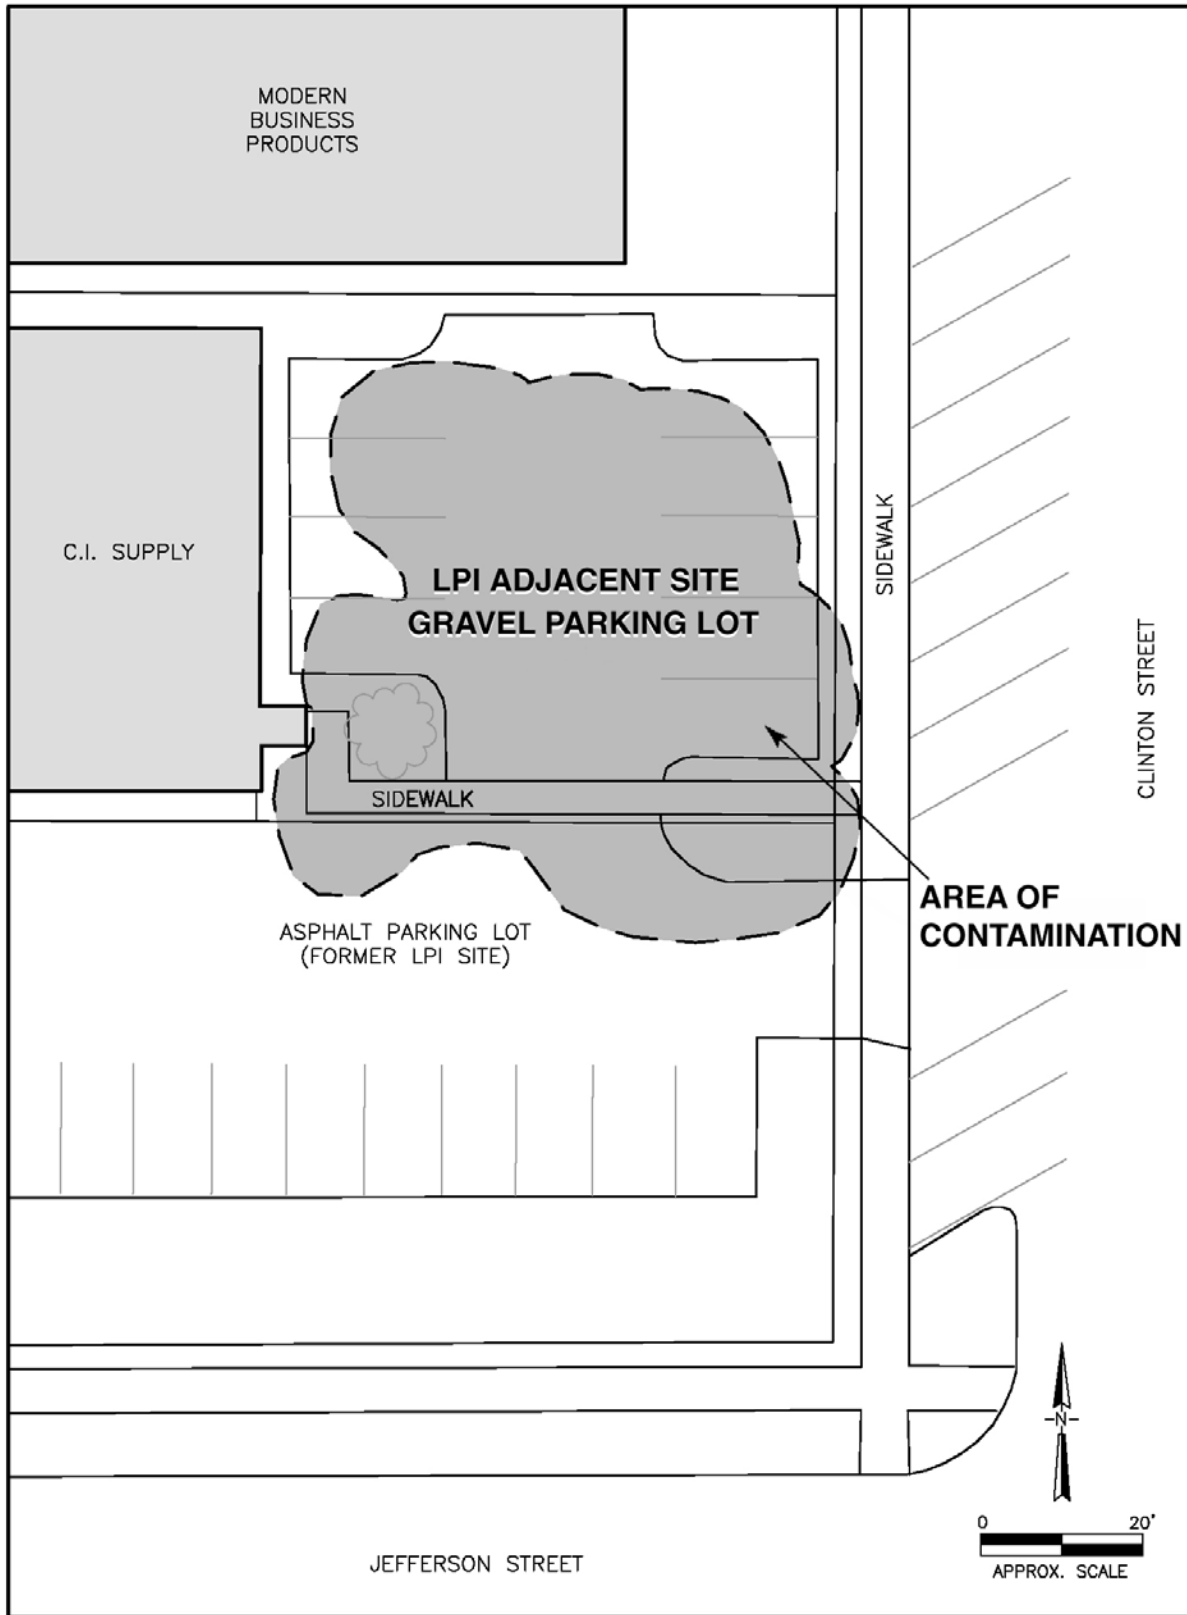 MODERN
BUSINESS
PRODUCTS
C.I. SUPPLY
LPI ADJACENT SITE
GRAVEL PARKING LOT
SIDEWALK
CLINTON STREET
SIDEWALK
AREA OF
CONTAMINATION
ASPHALT PARKING LOT
(FORMER LPI SITE)
N
0 20'
APPROX. SCALE
JEFFERSON STREET